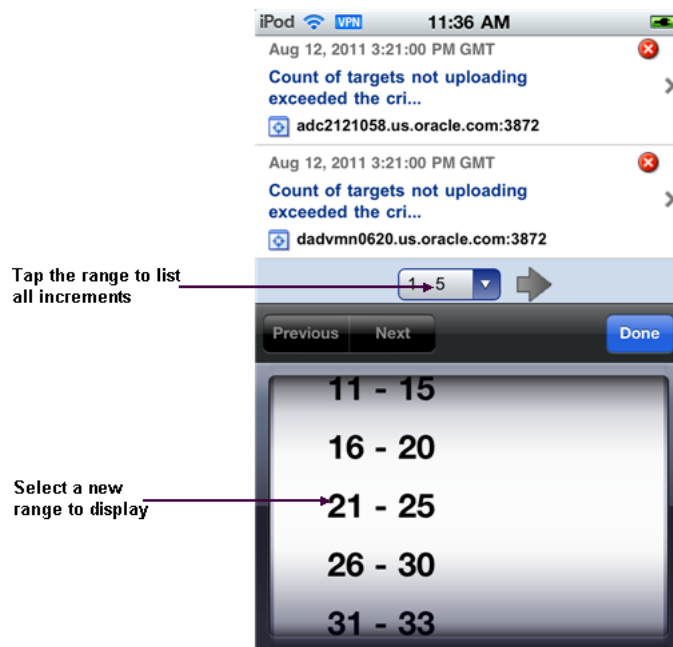 iPod VPN 11:36 AM
Aug 12, 2011 3:21:00 PM GMT
Count of targets not uploading
exceeded the cri...
adc2121058.us.oracle.com:3872
Aug 12, 2011 3:21:00 PM GMT
Count of targets not uploading
exceeded the cri...
dadvmn0620.us.oracle.com:3872
Tap the range to list
all increments
1 - 5
Previous Next Done
11 - 15
16 - 20
Select a new
range to display
21 - 25
26 - 30
31 - 33